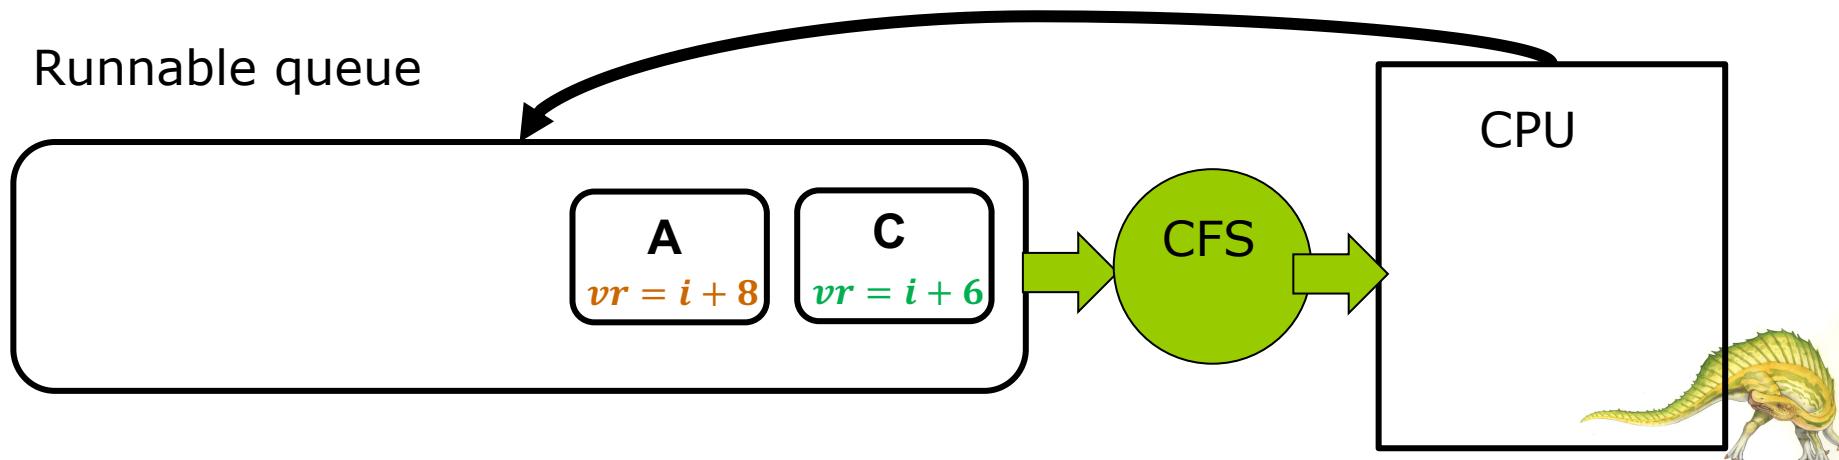 Runnable queue
CPU
A
vr = i + 8
C
vr = i + 6
CFS